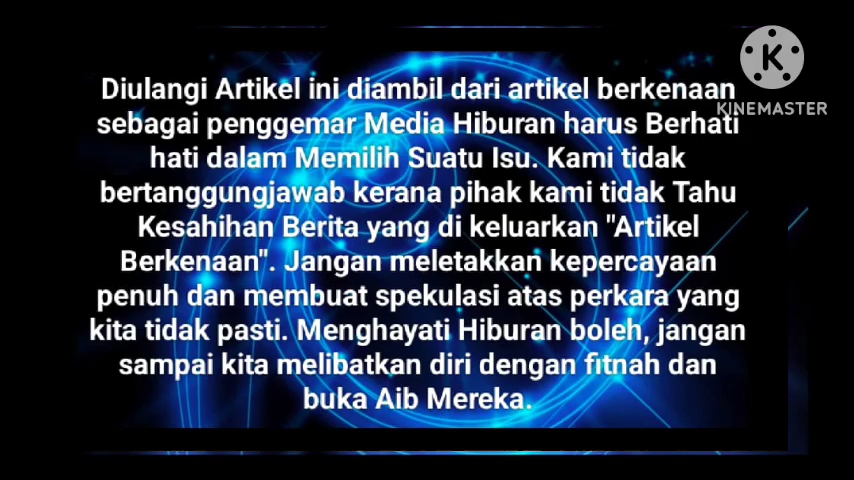 K
KINEMASTER
Diulangi Artikel ini diambil dari artikel berkenaan
sebagai penggemar Media Hiburan harus Berhati
hati dalam Memilih Suatu Isu. Kami tidak
bertanggungjawab kerana pihak kami tidak Tahu
Kesahihan Berita yang di keluarkan "Artikel
Berkenaan". Jangan meletakkan kepercayaan
penuh dan membuat spekulasi atas perkara yang
kita tidak pasti. Menghayati Hiburan boleh, jangan
sampai kita melibatkan diri dengan fitnah dan
buka Aib Mereka.